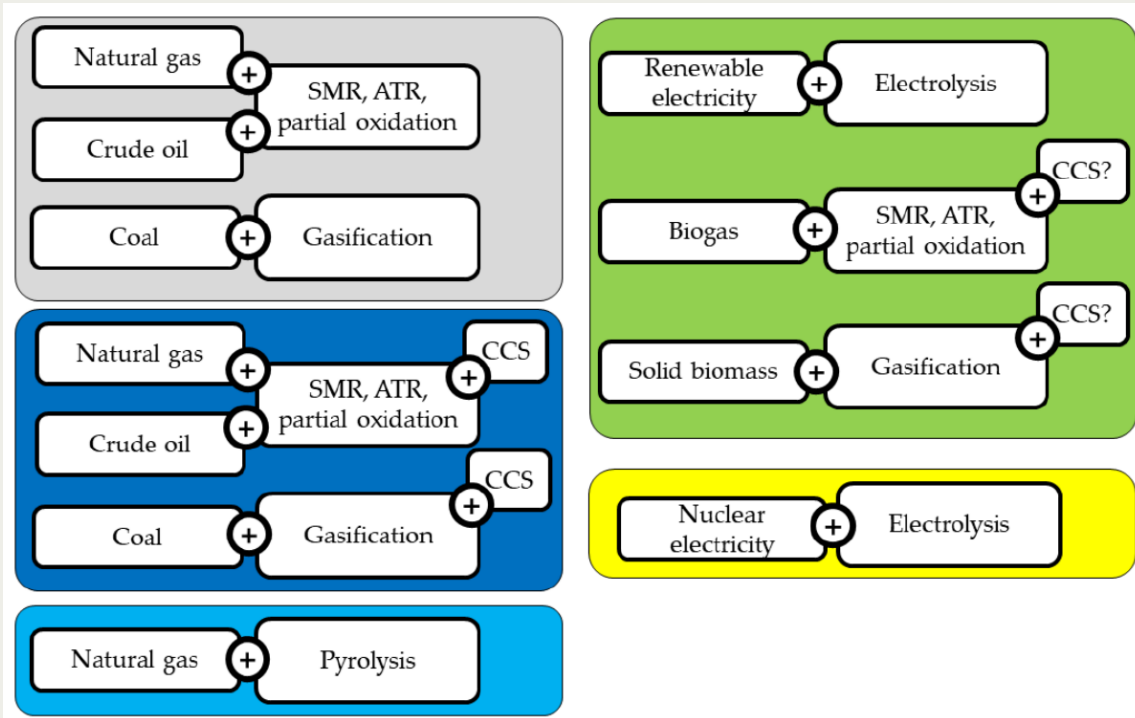 Natural gas
+
SMR, ATR,
partial oxidation
+
Crude oil
Coal
+
Gasification
Natural gas
+
SMR, ATR,
partial oxidation
+
CCS
+
Crude oil
Coal
+
Gasification
+
CCS
Natural gas
+
Pyrolysis
Renewable
electricity
+
Electrolysis
Biogas
+
SMR, ATR,
partial oxidation
+
CCS?
Solid biomass
+
Gasification
+
CCS?
Nuclear
electricity
+
Electrolysis